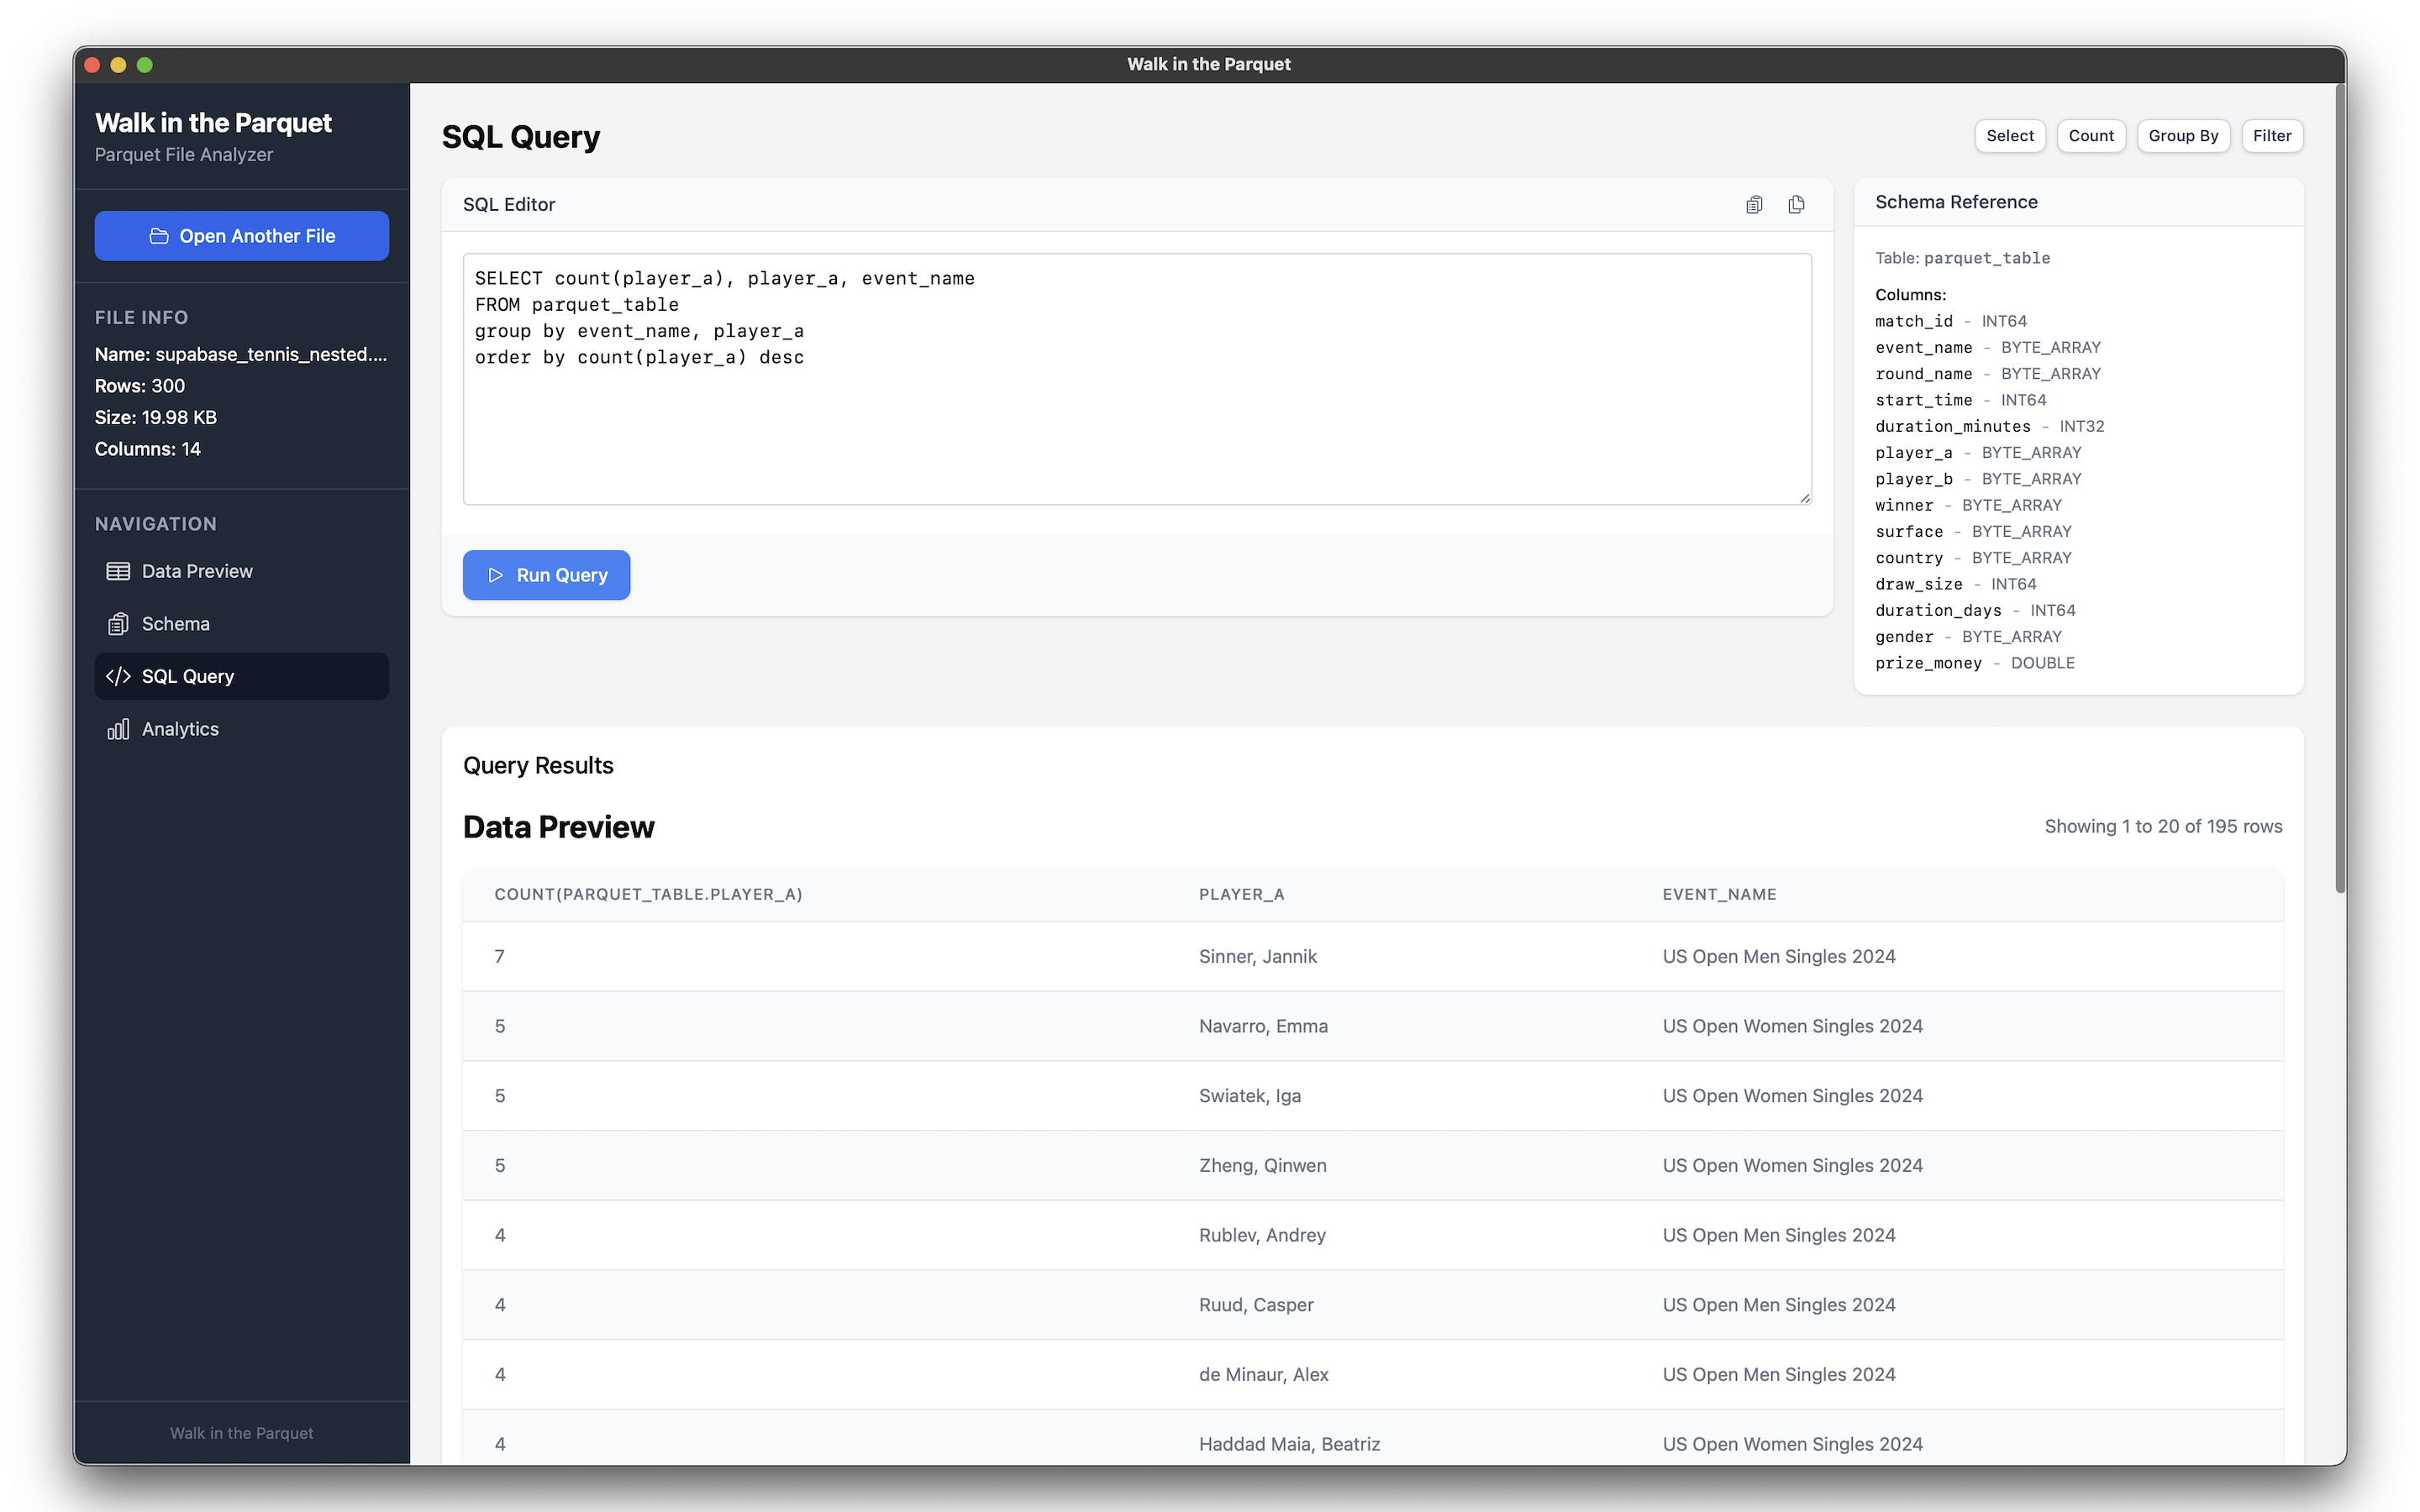 Walk in the Parquet
Walk in the Parquet
Parquet File Analyzer
Open Another File
FILE INFO
Name: supabase_tennis_nested....
Rows: 300
Size: 19.98 KB
Columns: 14
NAVIGATION
Data Preview
Schema
SQL Query
Analytics
Walk in the Parquet
SQL Query
Select Count Group By Filter
SQL Editor
SELECT count(player_a), player_a, event_name
FROM parquet_table
group by event_name, player_a
order by count(player_a) desc
Run Query
Schema Reference
Table: parquet_table
Columns:
match_id - INT64
event_name - BYTE_ARRAY
round_name - BYTE_ARRAY
start_time - INT64
duration_minutes - INT32
player_a - BYTE_ARRAY
player_b - BYTE_ARRAY
winner - BYTE_ARRAY
surface - BYTE_ARRAY
country - BYTE_ARRAY
draw_size - INT64
duration_days - INT64
gender - BYTE_ARRAY
prize_money - DOUBLE
Query Results
Data Preview
Showing 1 to 20 of 195 rows
COUNT(PARQUET_TABLE.PLAYER_A) PLAYER_A EVENT_NAME
7 Sinner, Jannik US Open Men Singles 2024
5 Navarro, Emma US Open Women Singles 2024
5 Swiatek, Iga US Open Women Singles 2024
5 Zheng, Qinwen US Open Women Singles 2024
4 Rublev, Andrey US Open Men Singles 2024
4 Ruud, Casper US Open Men Singles 2024
4 de Minaur, Alex US Open Men Singles 2024
4 Haddad Maia, Beatriz US Open Women Singles 2024